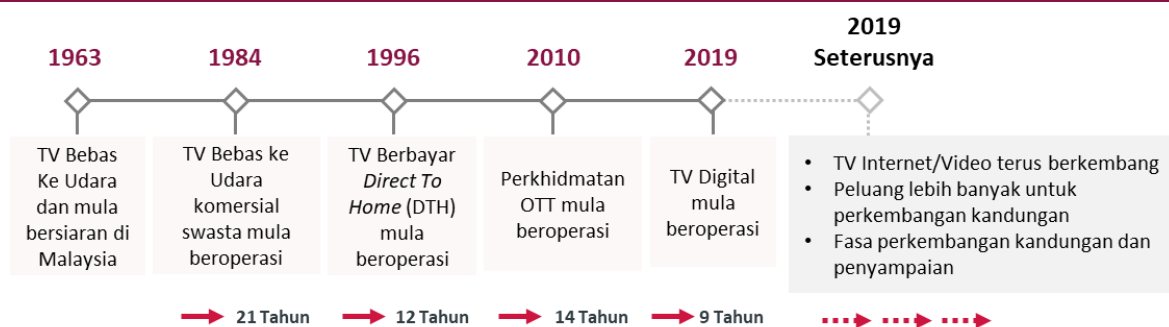 1963
1984
1996
2010
2019
2019
Seterusnya
TV Bebas
Ke Udara
dan mula
bersiaran di
Malaysia
TV Bebas ke
Udara
komersial
swasta mula
beroperasi
TV Berbayar
Direct To
Home (DTH)
mula
beroperasi
Perkhidmatan
OTT mula
beroperasi
TV Digital
mula
beroperasi
• TV Internet/Video terus berkembang
• Peluang lebih banyak untuk
perkembangan kandungan
• Fasa perkembangan kandungan dan
penyampaian
21 Tahun
12 Tahun
14 Tahun
9 Tahun